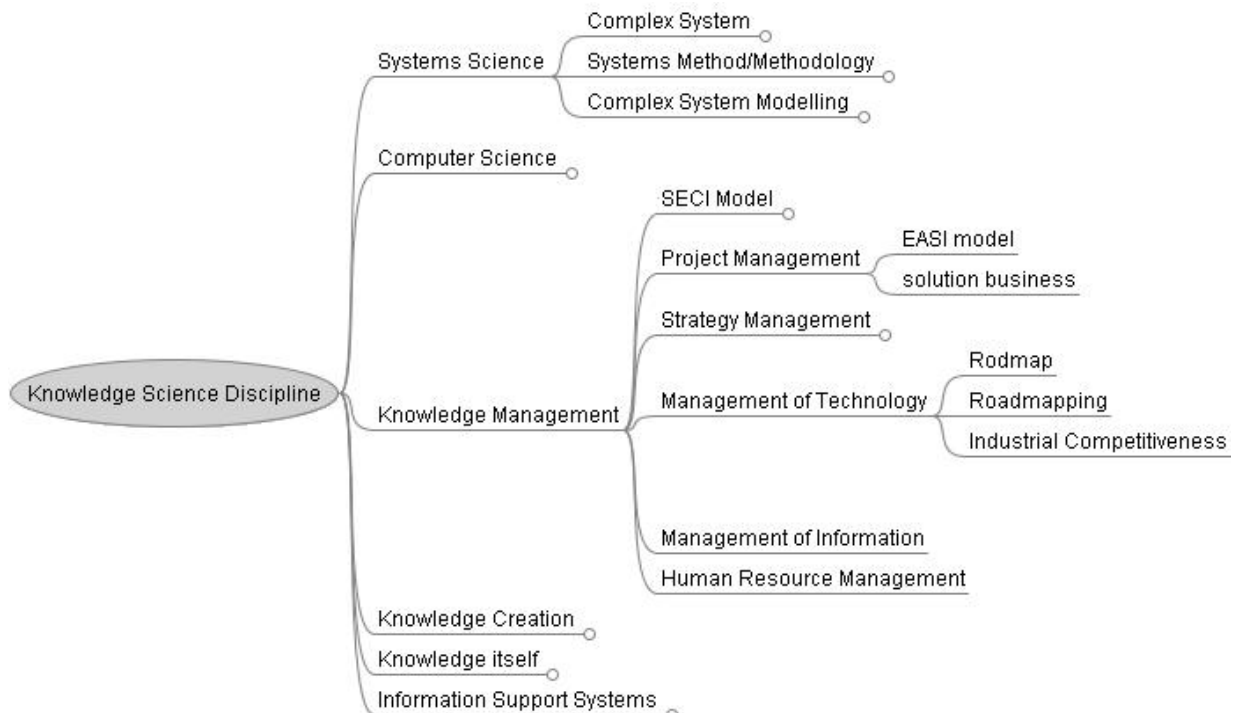 Knowledge Science Discipline
Systems Science
Complex System
Systems Method/Methodology
Complex System Modelling
Computer Science
Knowledge Management
SECI Model
Project Management
EASI model
solution business
Strategy Management
Management of Technology
Rodmap
Roadmapping
Industrial Competitiveness
Management of Information
Human Resource Management
Knowledge Creation
Knowledge itself
Information Support Systems